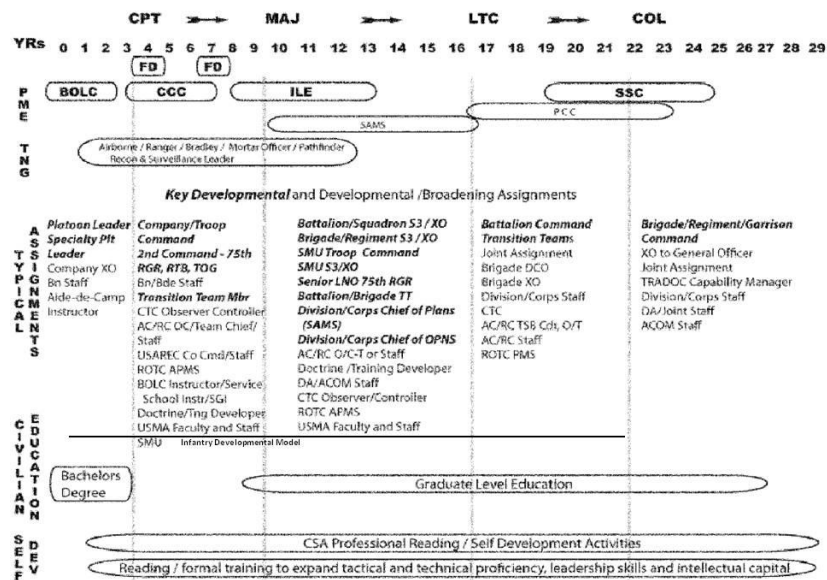 CPT MAJ LTC COL
YRs 0 1 2 3 4 5 6 7 8 9 10 11 12 13 14 15 16 17 18 19 20 21 22 23 24 25 26 27 28 29
FD FD
PME
BOLC CCC ILE SSC
PCC
SAMS
TNG
Airborne / Ranger / Bradley / Mortar Officer / Pathfinder
Recon & Surveillance Leader
Key Developmental and Developmental /Broadening Assignments
TYPICAL ASSIGNMENTS
Platoon Leader
Specialty Plt
Leader
Company XO
Bn Staff
Aide-de-Camp
Instructor
Company/Troop
Command
2nd Command - 75th
RGR, RTB, TOG
Bn/Bde Staff
Transition Team Mbr
CTC Observer Controller
AC/RC OC/Team Chief/
Staff
USAREC Co Cmd/Staff
ROTC APMS
BOLC Instructor/Service
School Instr/SGI
Doctrine/Tng Developer
USMA Faculty and Staff
SMU
Battalion/Squadron S3 / XO
Brigade/Regiment S3 / XO
SMU Troop Command
SMU S3/XO
Senior LNO 75th RGR
Battalion/Brigade TT
Division/Corps Chief of Plans
(SAMS)
Division/Corps Chief of OPNS
AC/RC O/C-T or Staff
Doctrine /Training Developer
DA/ACOM Staff
CTC Observer/Controller
ROTC APMS
USMA Faculty and Staff
Battalion Command
Transition Teams
Joint Assignment
Brigade DCO
Brigade XO
Division/Corps Staff
CTC
AC/RC TSB Cdr, O/T
AC/RC Staff
ROTC PMS
Brigade/Regiment/Garrison
Command
XO to General Officer
Joint Assignment
TRADOC Capability Manager
Division/Corps Staff
DA/Joint Staff
ACOM Staff
Infantry Developmental Model
CIVILIAN EDUCATION
Bachelors
Degree
Graduate Level Education
SELF DEV
CSA Professional Reading / Self Development Activities
Reading / formal training to expand tactical and technical proficiency, leadership skills and intellectual capital